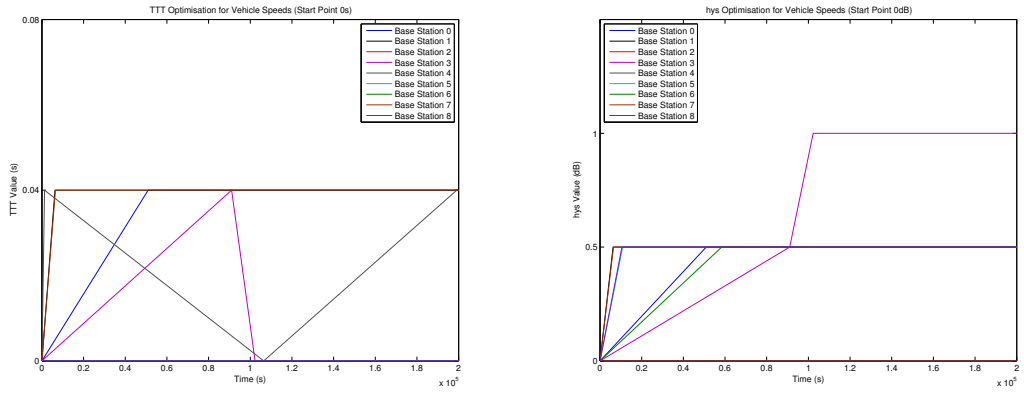 TTT Optimisation for Vehicle Speeds (Start Point 0s)
0.08
Base Station 0
Base Station 1
Base Station 2
Base Station 3
Base Station 4
Base Station 5
Base Station 6
Base Station 7
Base Station 8
TTT Value (s)
0.04
0
0 0.2 0.4 0.6 0.8 1 1.2 1.4 1.6 1.8 2
Time (s)
x 10⁵
hys Optimisation for Vehicle Speeds (Start Point 0dB)
Base Station 0
Base Station 1
Base Station 2
Base Station 3
Base Station 4
Base Station 5
Base Station 6
Base Station 7
Base Station 8
1
hys Value (dB)
0.5
0
0 0.2 0.4 0.6 0.8 1 1.2 1.4 1.6 1.8 2
Time (s)
x 10⁵